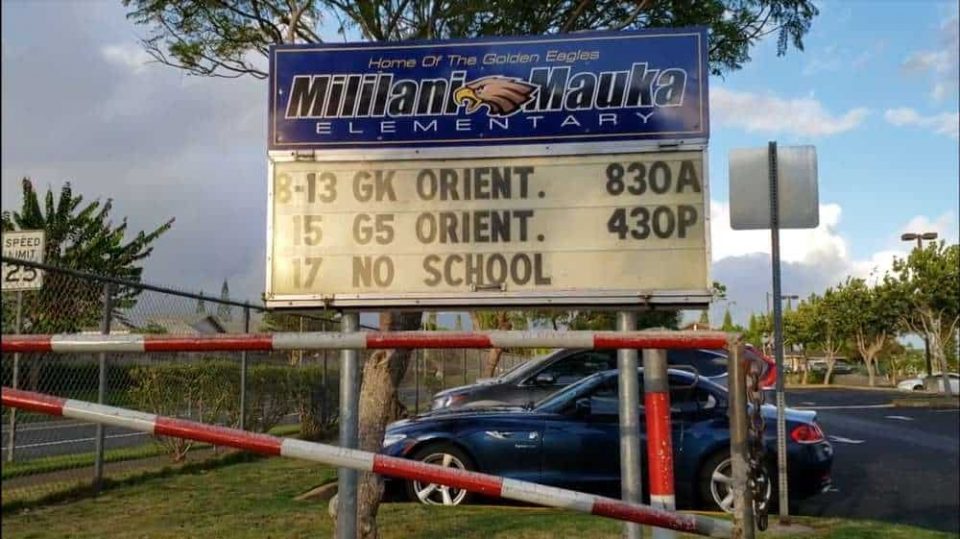 Home Of The Golden Eagles
Mililani Mauka
ELEMENTARY
8-13 GK ORIENT. 830A
15 G5 ORIENT. 430P
17 NO SCHOOL
SPEED
LIMIT
25